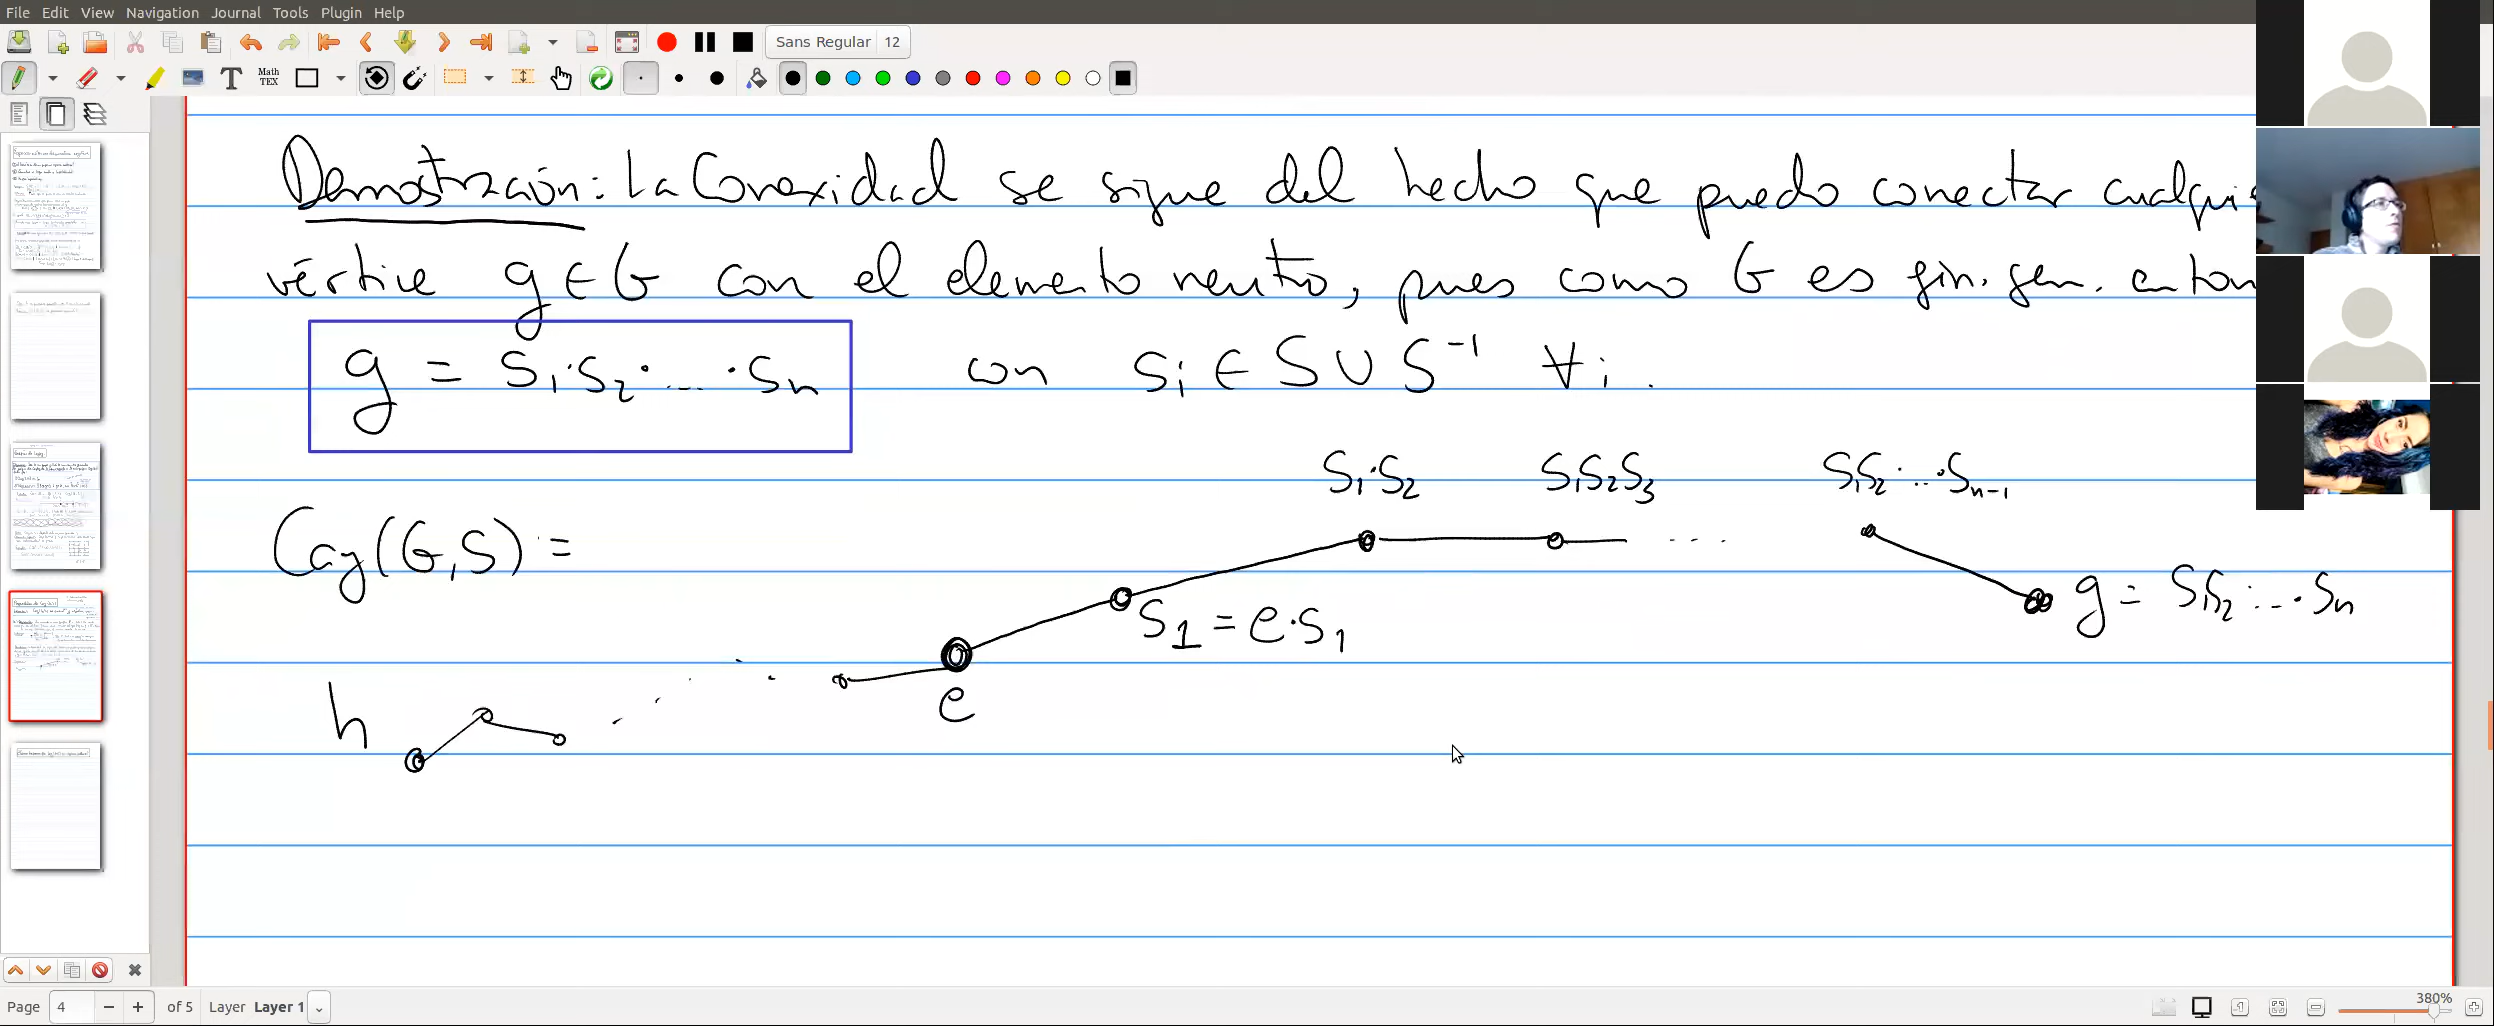 File Edit View Navigation Journal Tools Plugin Help
Sans Regular 12
Math TEX
Demostración: La Conexidad se sigue del hecho que puedo conectar cualqui
vértice g ∈ G con el elemento neutro, pues como G es fin. gen. enton
g = s₁·s₂·...·sₙ con sᵢ ∈ S ∪ S⁻¹ ∀i.
s₁·s₂ s₁s₂s₃ s₁s₂...·sₙ₋₁
Cay(G,S) =
g = s₁s₂...·sₙ
s₁ = e·s₁
h e
Page 4 of 5 Layer Layer 1 380%